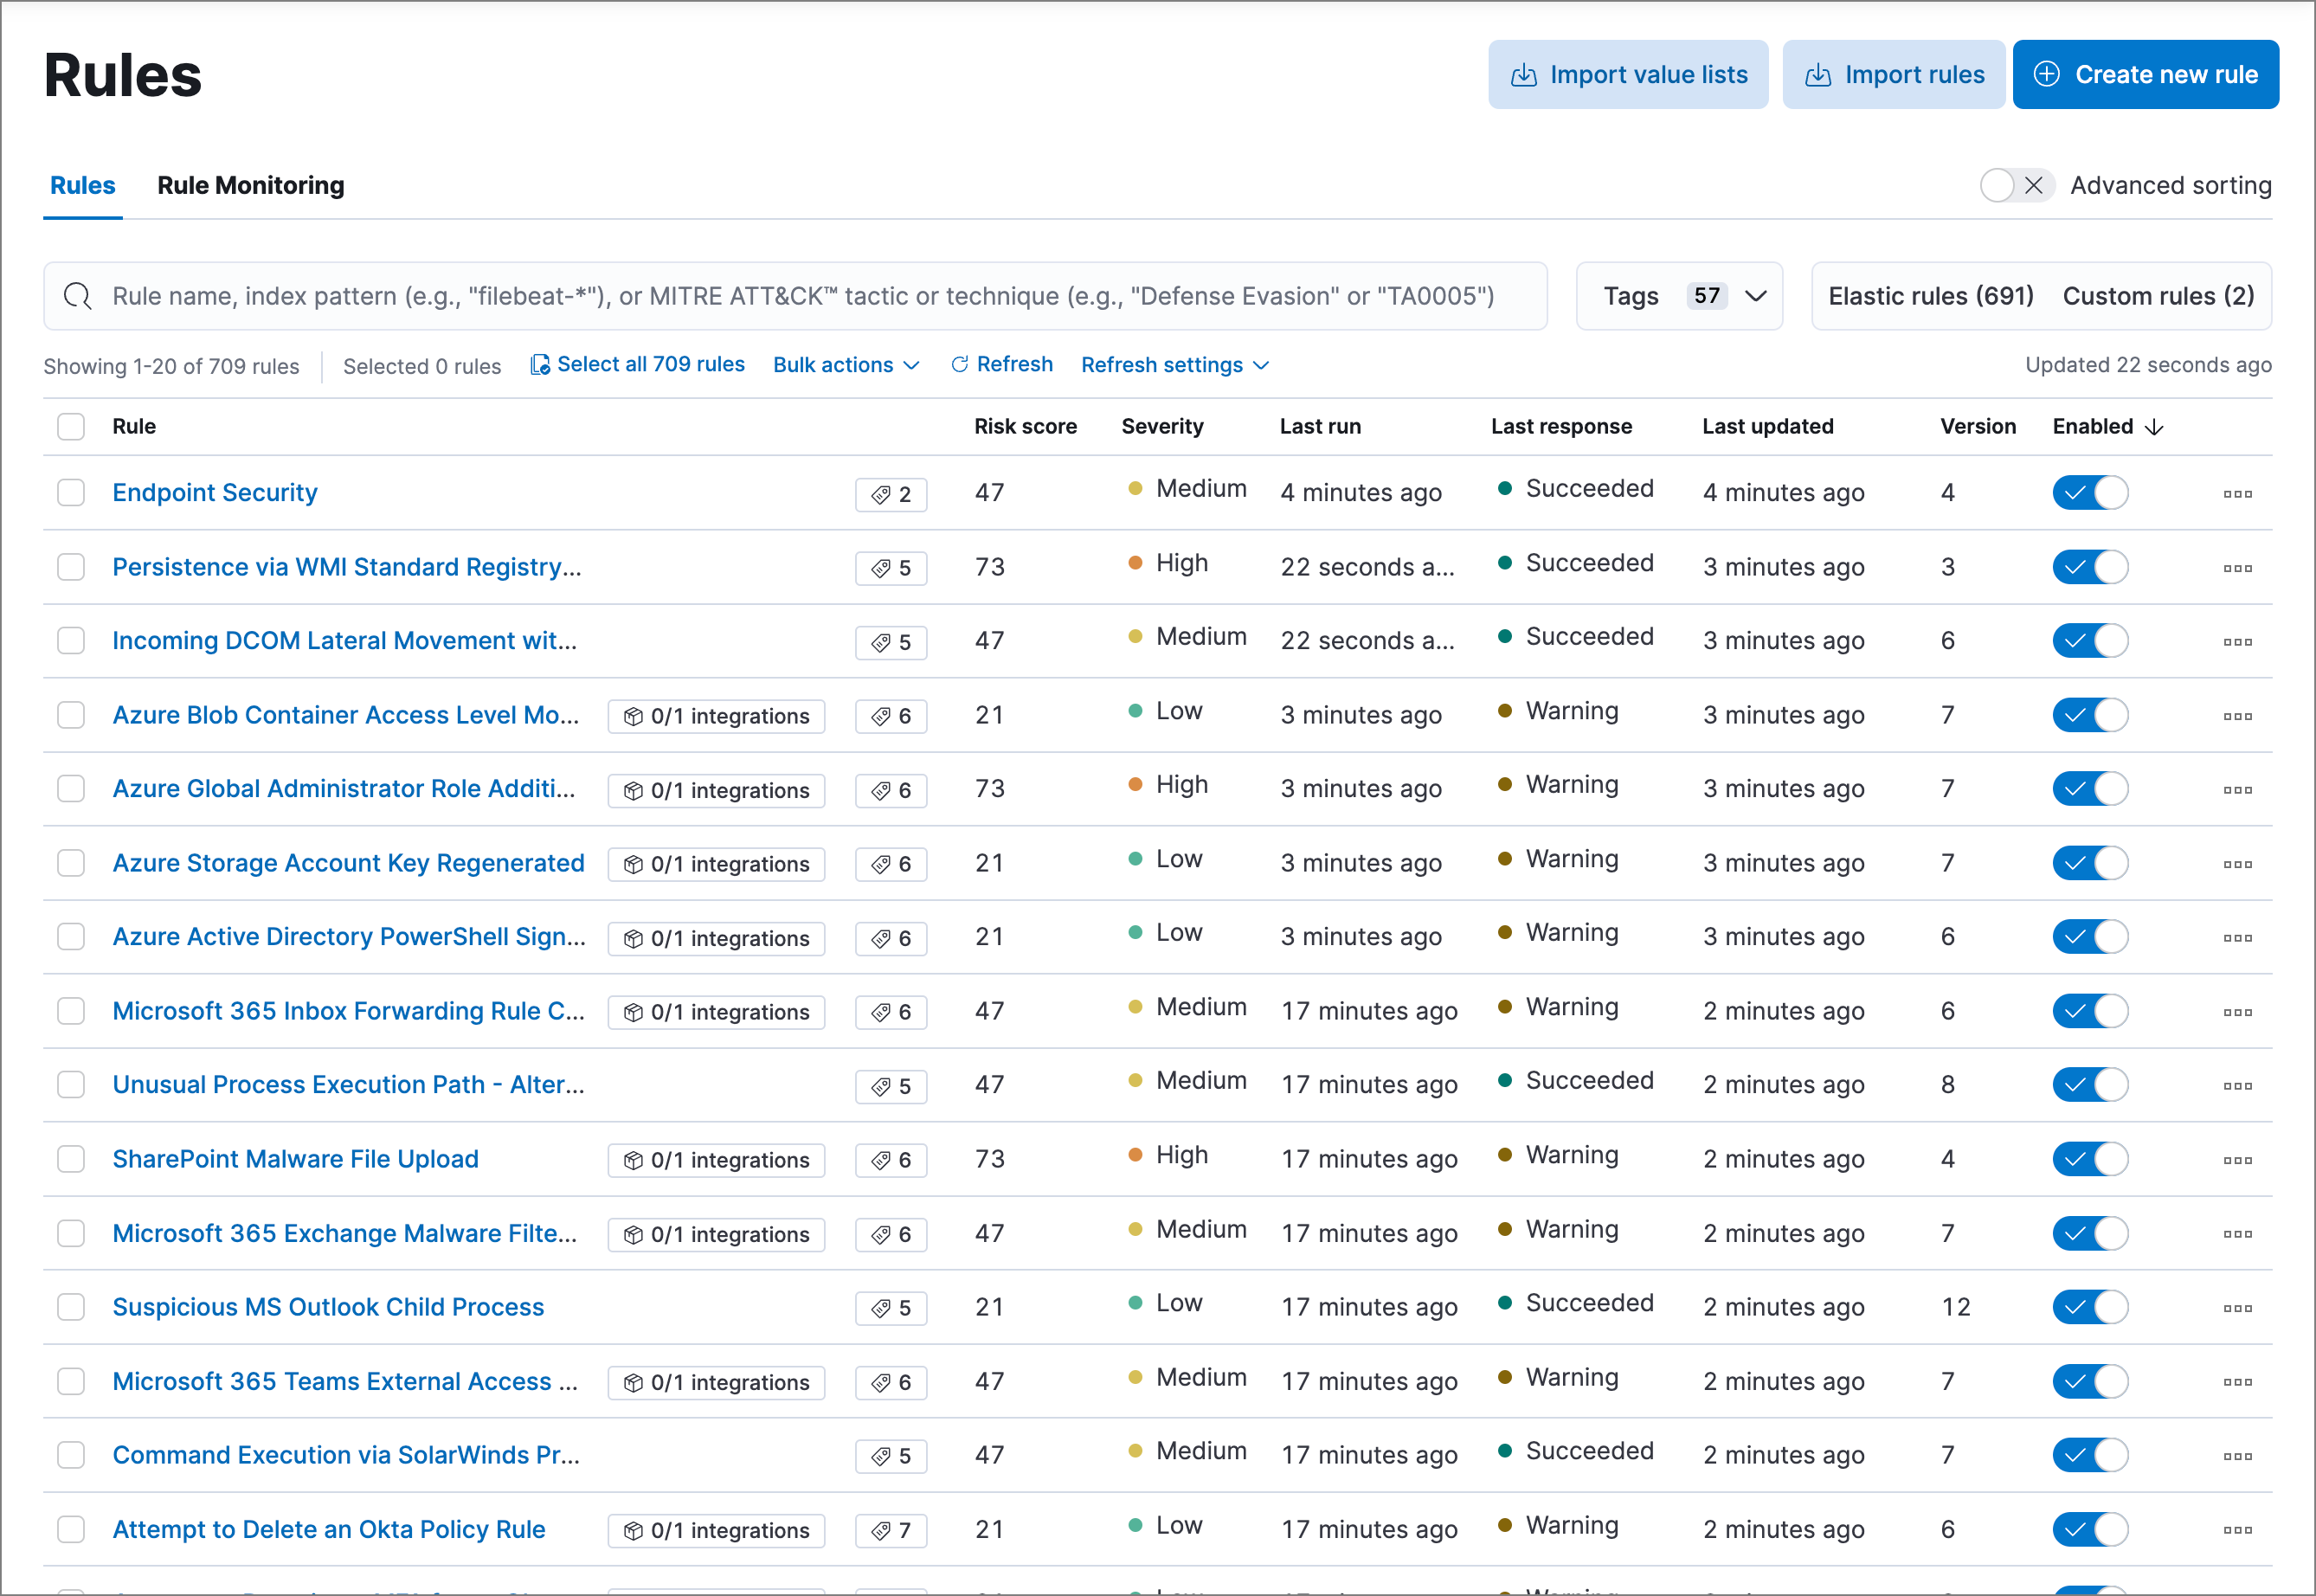 Rules
Import value lists
Import rules
Create new rule
Rules
Rule Monitoring
Advanced sorting
Rule name, index pattern (e.g., "filebeat-*"), or MITRE ATT&CK™ tactic or technique (e.g., "Defense Evasion" or "TA0005")
Tags 57
Elastic rules (691) Custom rules (2)
Showing 1-20 of 709 rules Selected 0 rules Select all 709 rules Bulk actions Refresh Refresh settings Updated 22 seconds ago
Rule Risk score Severity Last run Last response Last updated Version Enabled
Endpoint Security 2 47 Medium 4 minutes ago Succeeded 4 minutes ago 4
Persistence via WMI Standard Registry... 5 73 High 22 seconds a... Succeeded 3 minutes ago 3
Incoming DCOM Lateral Movement wit... 5 47 Medium 22 seconds a... Succeeded 3 minutes ago 6
Azure Blob Container Access Level Mo... 0/1 integrations 6 21 Low 3 minutes ago Warning 3 minutes ago 7
Azure Global Administrator Role Additi... 0/1 integrations 6 73 High 3 minutes ago Warning 3 minutes ago 7
Azure Storage Account Key Regenerated 0/1 integrations 6 21 Low 3 minutes ago Warning 3 minutes ago 7
Azure Active Directory PowerShell Sign... 0/1 integrations 6 21 Low 3 minutes ago Warning 3 minutes ago 6
Microsoft 365 Inbox Forwarding Rule C... 0/1 integrations 6 47 Medium 17 minutes ago Warning 2 minutes ago 6
Unusual Process Execution Path - Alter... 5 47 Medium 17 minutes ago Succeeded 2 minutes ago 8
SharePoint Malware File Upload 0/1 integrations 6 73 High 17 minutes ago Warning 2 minutes ago 4
Microsoft 365 Exchange Malware Filte... 0/1 integrations 6 47 Medium 17 minutes ago Warning 2 minutes ago 7
Suspicious MS Outlook Child Process 5 21 Low 17 minutes ago Succeeded 2 minutes ago 12
Microsoft 365 Teams External Access ... 0/1 integrations 6 47 Medium 17 minutes ago Warning 2 minutes ago 7
Command Execution via SolarWinds Pr... 5 47 Medium 17 minutes ago Succeeded 2 minutes ago 7
Attempt to Delete an Okta Policy Rule 0/1 integrations 7 21 Low 17 minutes ago Warning 2 minutes ago 6